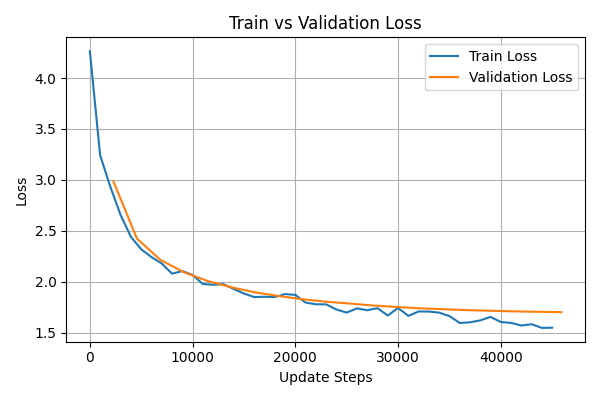 Train vs Validation Loss
Train Loss
Validation Loss
4.0
3.5
3.0
2.5
2.0
1.5
Loss
0 10000 20000 30000 40000
Update Steps